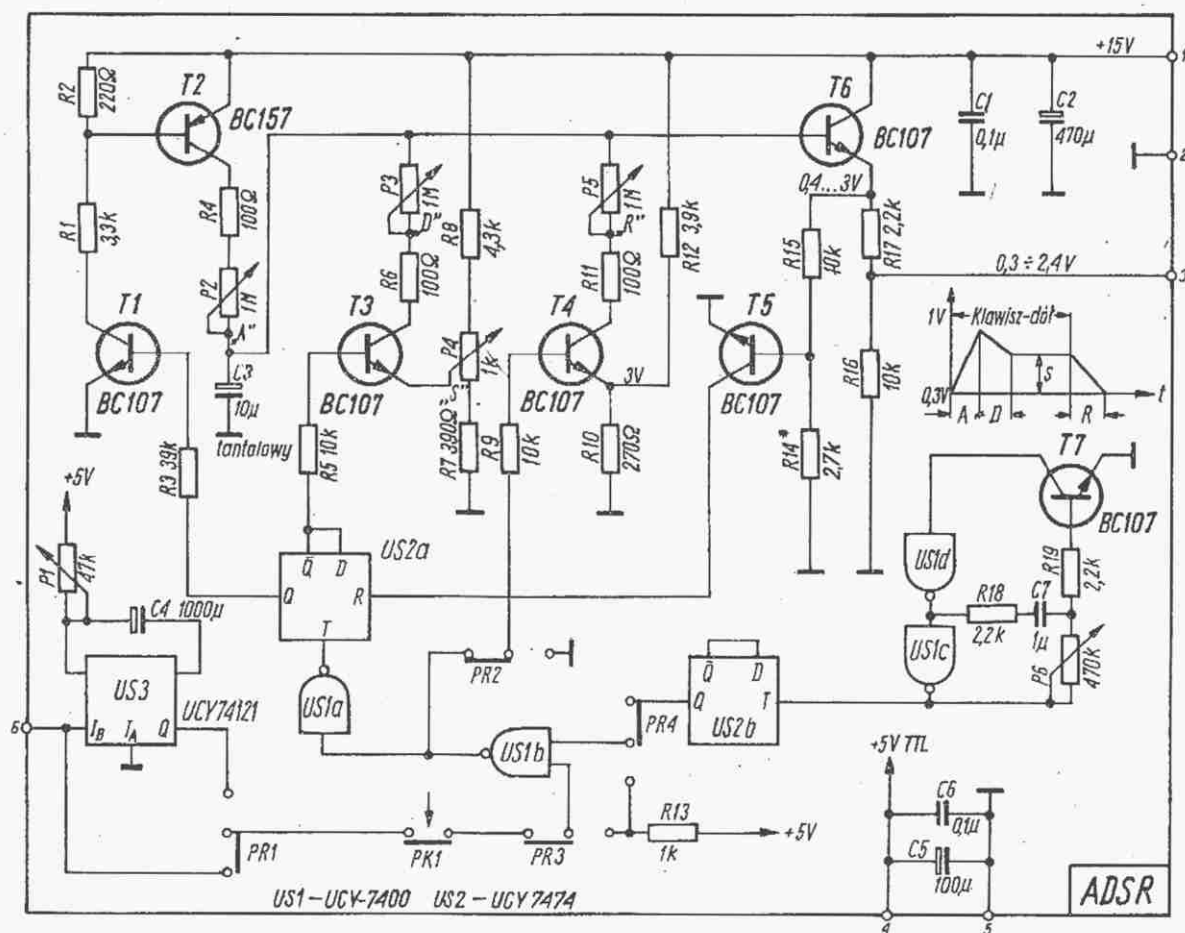 +15V
1
R2
220Ω
T2
BC157
T6
BC107
C1
0,1µ
C2
470µ
2
R1
3,3k
R4
100Ω
P2
1M
"A"
P3
1M
"D"
R6
100Ω
R8
4,3k
P5
1M
"R"
R11
100Ω
R12 3,9k
0,4...3V
R15
10k
R17 2,2k
0,3÷2,4V
3
T1
BC107
T3
BC107
P4
1k
"S"
T4
BC107
3V
T5
BC107
R16
10k
1V
Klawisz-dół
S
0,3V
A
D
R
t
C3
10µ
tantalowy
R3 39k
R5 10k
R7 390Ω
R9
10k
R10
270Ω
R14*
2,7k
T7
BC107
+5V
P1
47k
C4 1000µ
US2a
Q̄
D
Q
R
T
US1d
R19
2,2k
R18
2,2k
C7
1µ
US1c
P6
470k
US3
UCY74121
I_B
I_A
Q
6
US1a
PR2
US1b
PR4
Q̄
D
Q
T
US2b
PR1
PK1
PR3
R13
1k
+5V
+5V TTL
C6
0,1µ
C5
100µ
4
5
US1-UCY-7400 US2-UCY 7474
ADSR